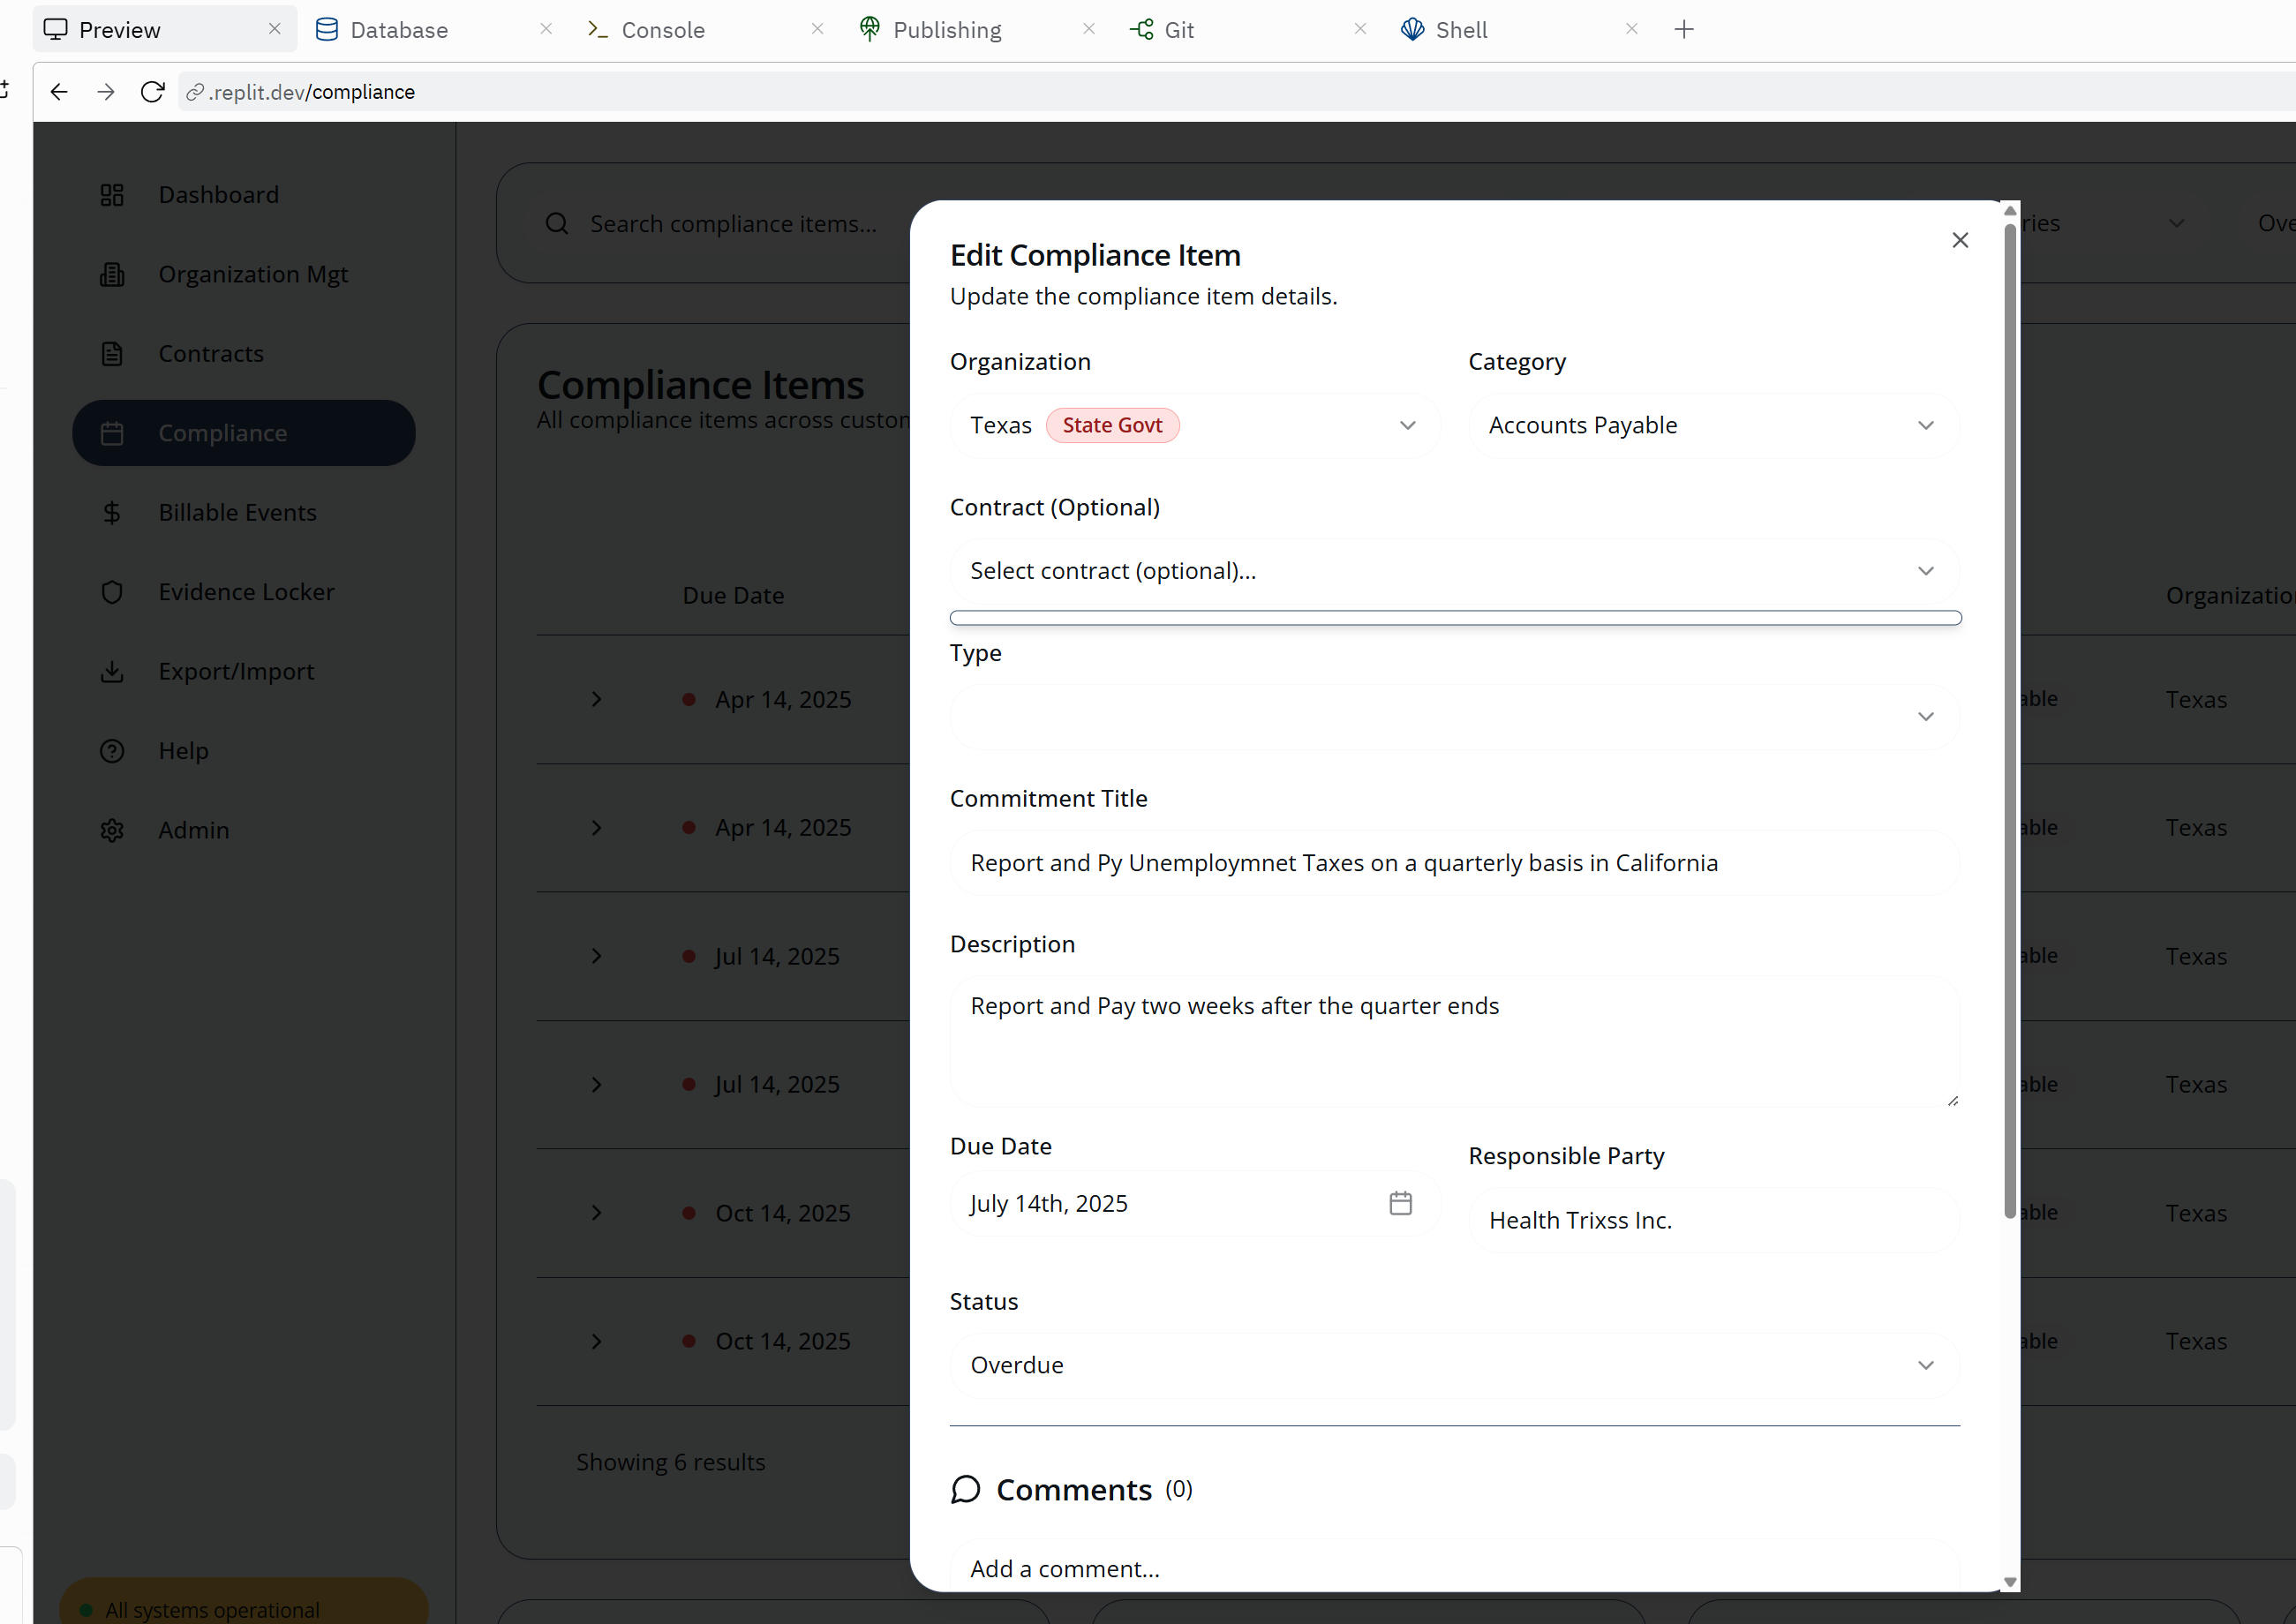 Preview
Database
Console
Publishing
Git
Shell
.replit.dev/compliance
Dashboard
Organization Mgt
Contracts
Compliance
Billable Events
Evidence Locker
Export/Import
Help
Admin
All systems operational
Search compliance items...
ries
Ove
Compliance Items
All compliance items across custom
Due Date
Organizatio
Apr 14, 2025
able
Texas
Apr 14, 2025
able
Texas
Jul 14, 2025
able
Texas
Jul 14, 2025
able
Texas
Oct 14, 2025
able
Texas
Oct 14, 2025
able
Texas
Showing 6 results
Edit Compliance Item
Update the compliance item details.
Organization
Category
Texas State Govt
Accounts Payable
Contract (Optional)
Select contract (optional)...
Type
Commitment Title
Report and Py Unemploymnet Taxes on a quarterly basis in California
Description
Report and Pay two weeks after the quarter ends
Due Date
Responsible Party
July 14th, 2025
Health Trixss Inc.
Status
Overdue
Comments (0)
Add a comment...